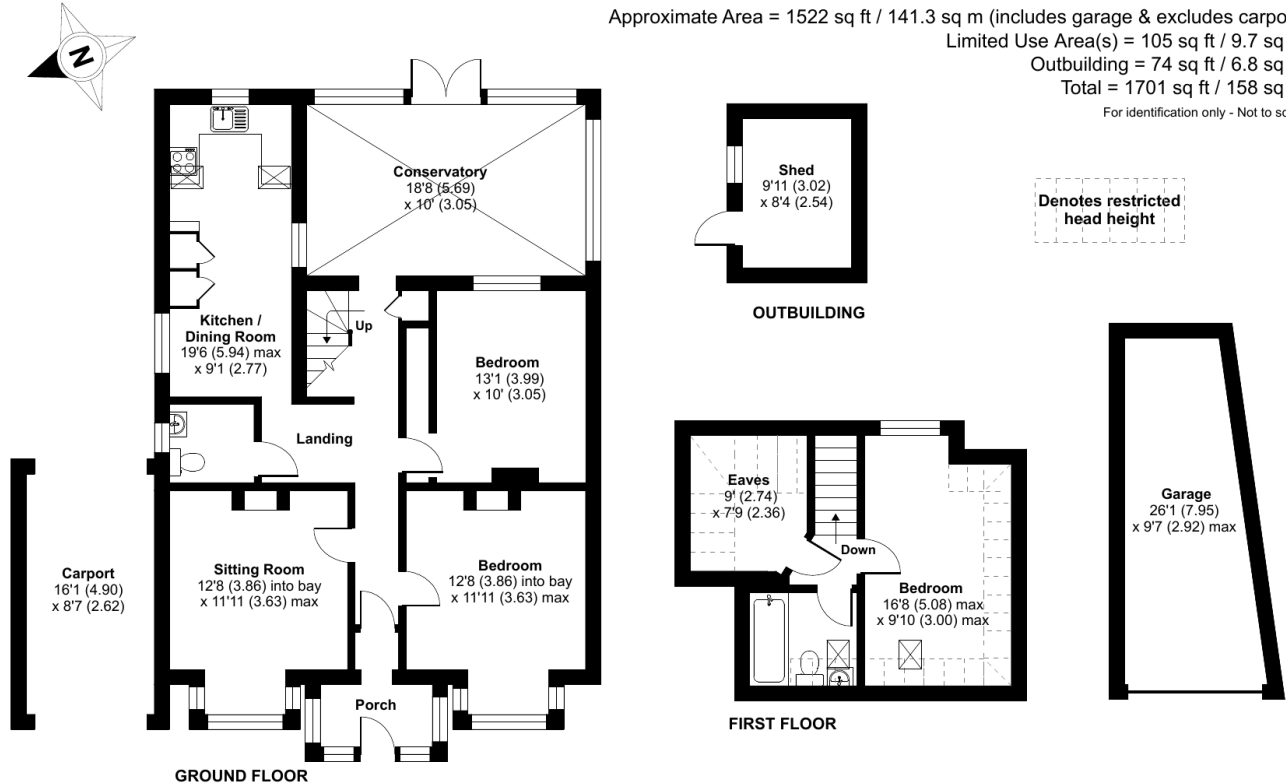 Approximate Area = 1522 sq ft / 141.3 sq m (includes garage & excludes carpo
Limited Use Area(s) = 105 sq ft / 9.7 sq
Outbuilding = 74 sq ft / 6.8 sq
Total = 1701 sq ft / 158 sq
For identification only - Not to sc
N
Conservatory
18'8 (5.69)
x 10' (3.05)
Shed
9'11 (3.02)
x 8'4 (2.54)
Denotes restricted
head height
OUTBUILDING
Up
Kitchen /
Dining Room
19'6 (5.94) max
x 9'1 (2.77)
Bedroom
13'1 (3.99)
x 10' (3.05)
Landing
Eaves
9' (2.74)
x 7'9 (2.36)
Down
Garage
26'1 (7.95)
x 9'7 (2.92) max
Carport
16'1 (4.90)
x 8'7 (2.62)
Sitting Room
12'8 (3.86) into bay
x 11'11 (3.63) max
Bedroom
12'8 (3.86) into bay
x 11'11 (3.63) max
Bedroom
16'8 (5.08) max
x 9'10 (3.00) max
Porch
FIRST FLOOR
GROUND FLOOR